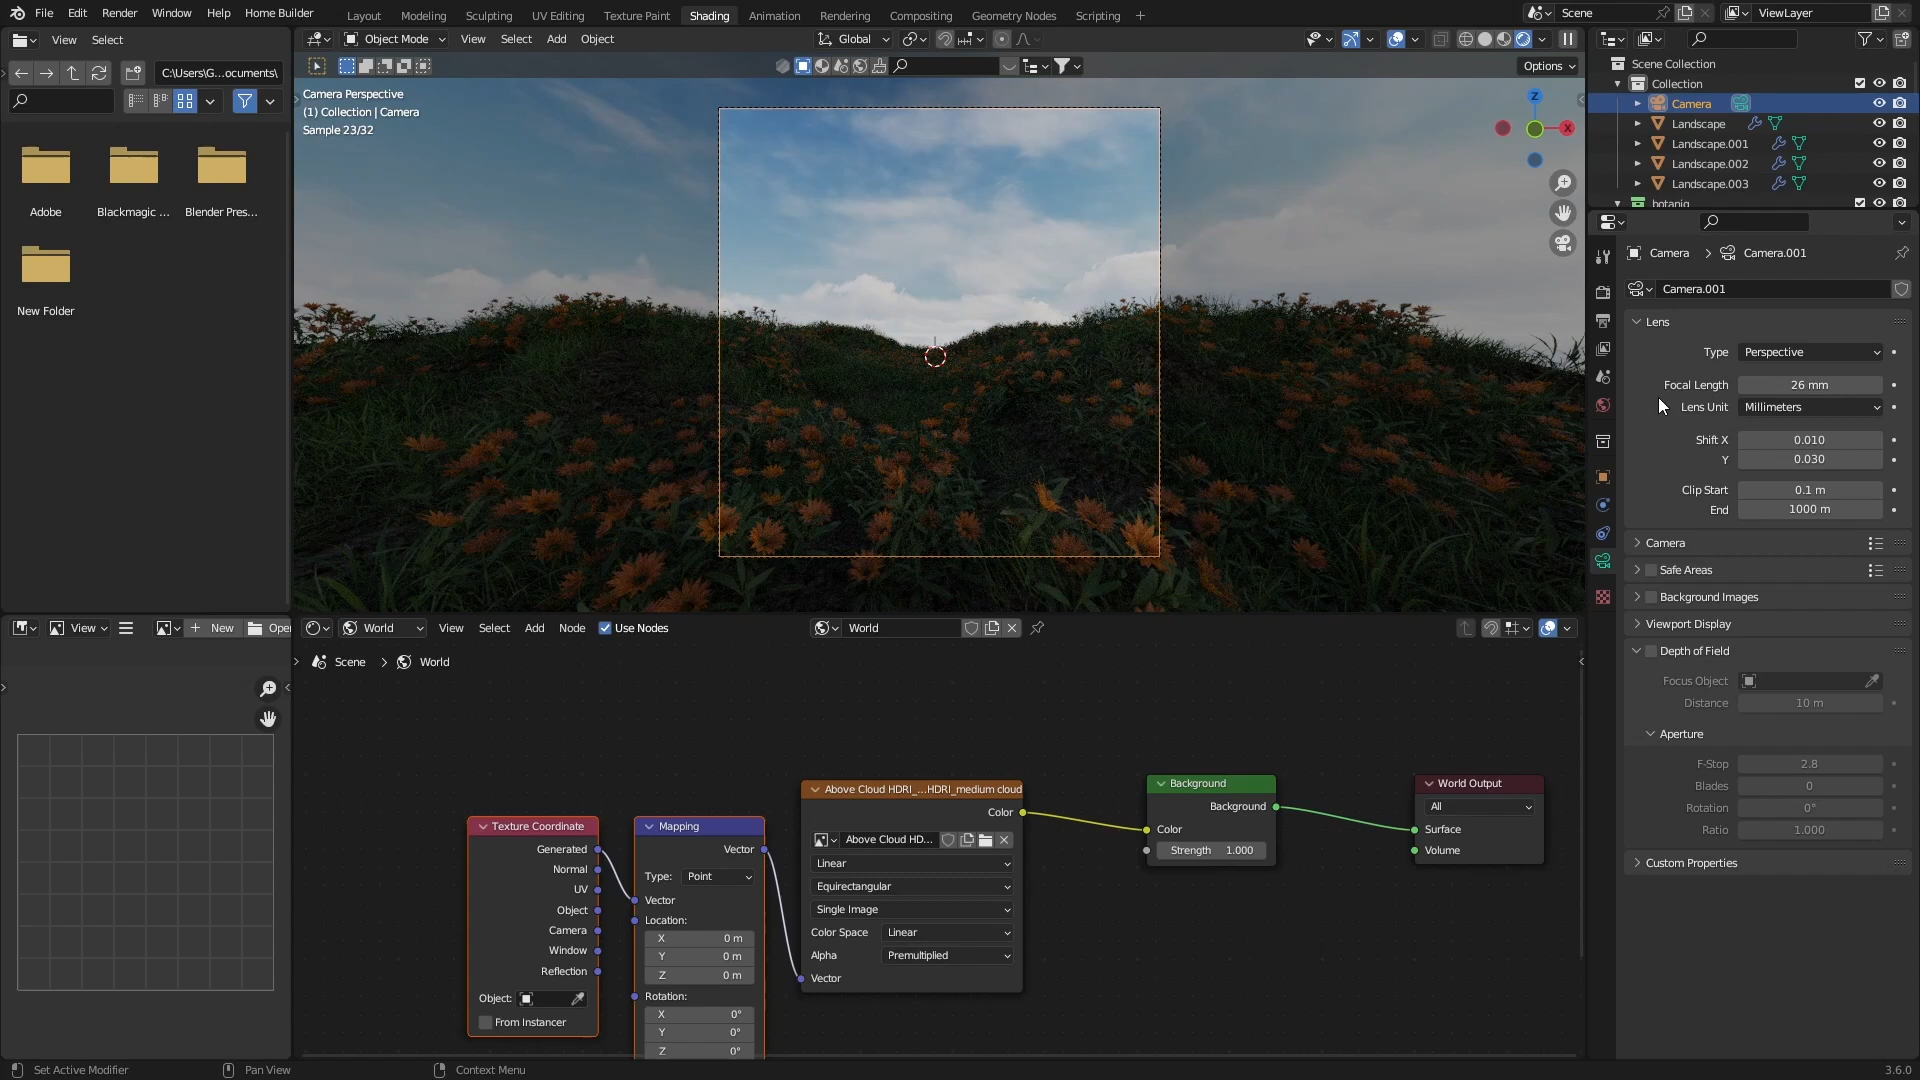 File Edit Render Window Help Home Builder
Layout Modeling Sculpting UV Editing Texture Paint Shading Animation Rendering Compositing Geometry Nodes Scripting +
Scene
ViewLayer
View Select
C:\Users\G...ocuments\
Adobe
Blackmagic ...
Blender Pres...
New Folder
Object Mode View Select Add Object
Global
Options
Camera Perspective
(1) Collection | Camera
Sample 23/32
Z
X
Scene Collection
Collection
Camera
Landscape
Landscape.001
Landscape.002
Landscape.003
botaniq
Camera > Camera.001
Camera.001
Lens
Type Perspective
Focal Length 26 mm
Lens Unit Millimeters
Shift X 0.010
Y 0.030
Clip Start 0.1 m
End 1000 m
Camera
Safe Areas
Background Images
Viewport Display
Depth of Field
Focus Object
Distance 10 m
Aperture
F-Stop 2.8
Blades 0
Rotation 0°
Ratio 1.000
Custom Properties
View
+ New
Open
World View Select Add Node Use Nodes
World
Scene > World
Texture Coordinate
Generated
Normal
UV
Object
Camera
Window
Reflection
Object:
From Instancer
Mapping
Vector
Type: Point
Vector
Location:
X 0 m
Y 0 m
Z 0 m
Rotation:
X 0°
Y 0°
Z 0°
Above Cloud HDRI_...HDRI_medium cloud
Color
Above Cloud HD...
Linear
Equirectangular
Single Image
Color Space Linear
Alpha Premultiplied
Vector
Background
Background
Color
Strength 1.000
World Output
All
Surface
Volume
Set Active Modifier
Pan View
Context Menu
3.6.0